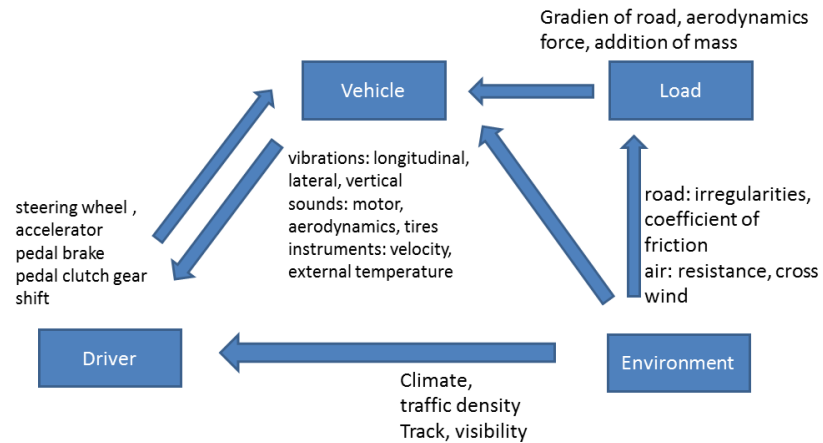 Gradien of road, aerodynamics
force, addition of mass
Vehicle
Load
vibrations: longitudinal,
lateral, vertical
sounds: motor,
aerodynamics, tires
instruments: velocity,
external temperature
steering wheel ,
accelerator
pedal brake
pedal clutch gear
shift
road: irregularities,
coefficient of
friction
air: resistance, cross
wind
Driver
Environment
Climate,
traffic density
Track, visibility